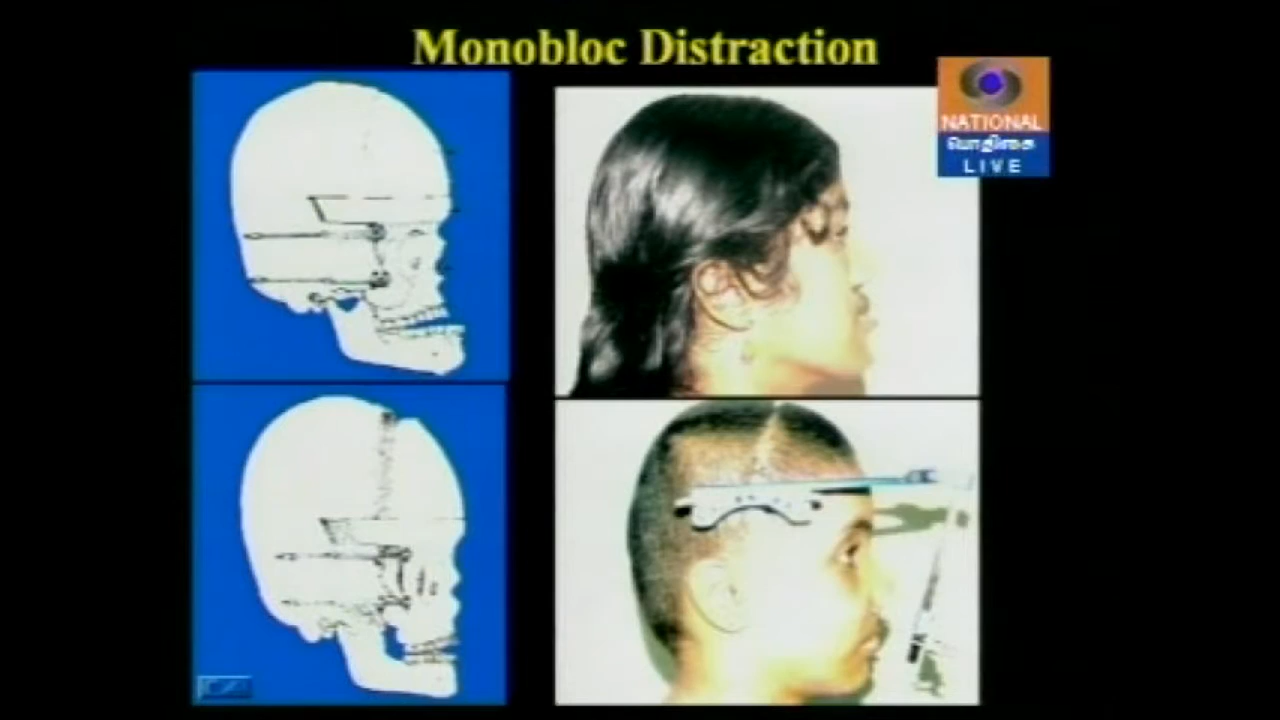 Monobloc Distraction
NATIONAL
பொதிகை
LIVE